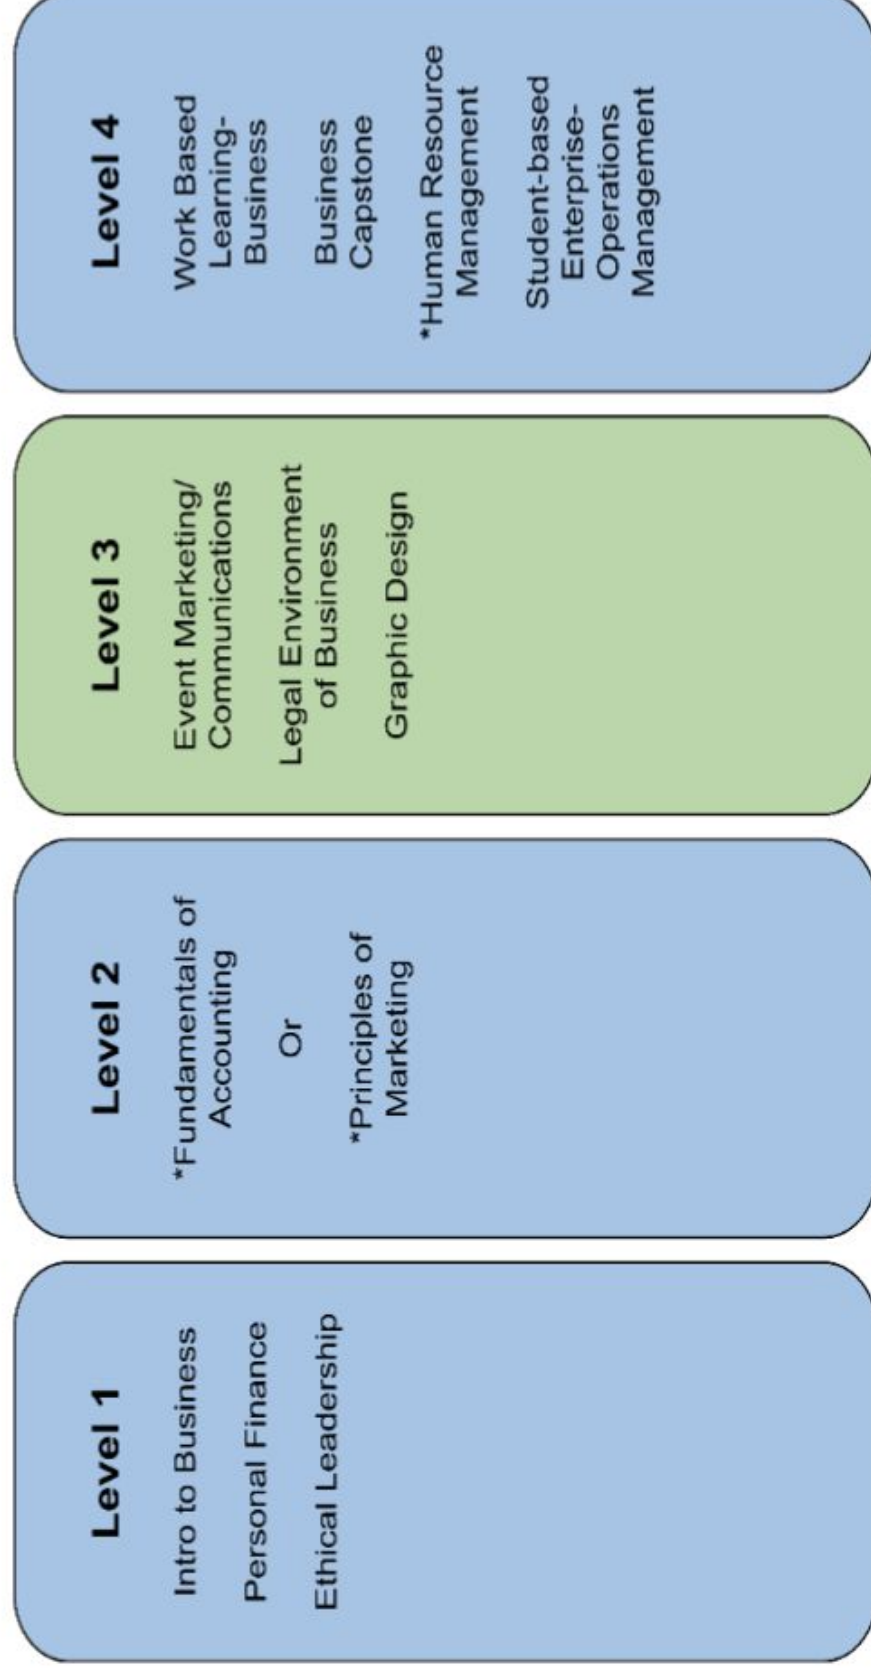 Level 1
Intro to Business
Personal Finance
Ethical Leadership
Level 2
*Fundamentals of
Accounting
Or
*Principles of
Marketing
Level 3
Event Marketing/
Communications
Legal Environment
of Business
Graphic Design
Level 4
Work Based
Learning-
Business
Business
Capstone
*Human Resource
Management
Student-based
Enterprise-
Operations
Management